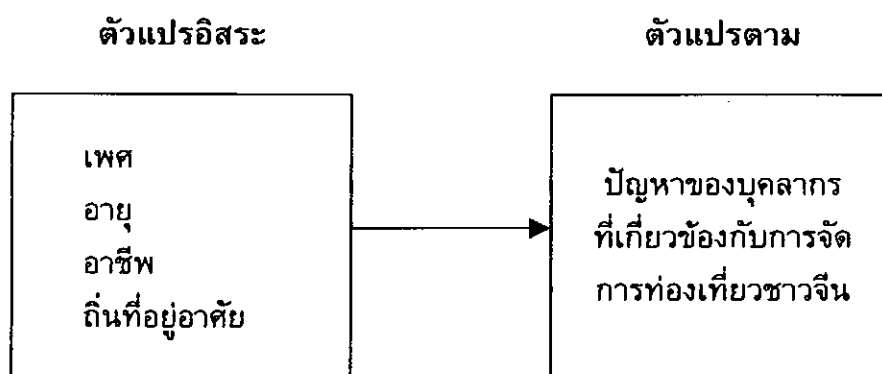 ตัวแปรอิสระ
ตัวแปรตาม
เพศ
อายุ
อาชีพ
ถิ่นที่อยู่อาศัย
ปัญหาของบุคลากร
ที่เกี่ยวข้องกับการจัด
การท่องเที่ยวชาวจีน